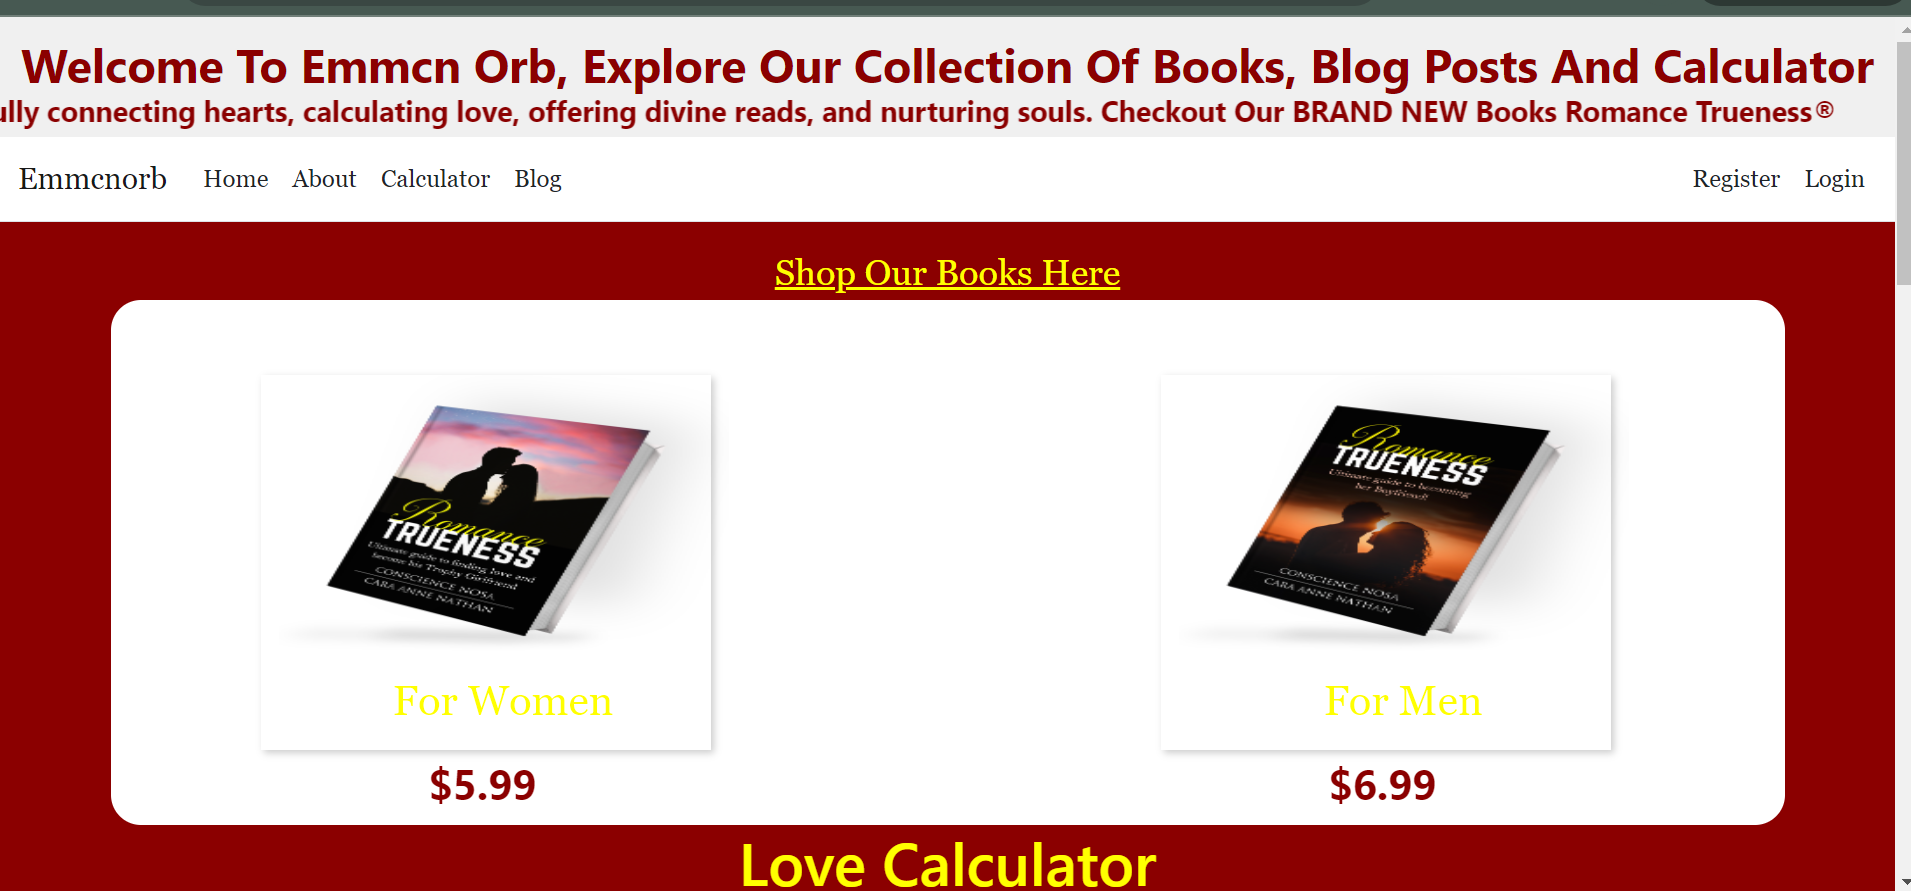 Welcome To Emmcn Orb, Explore Our Collection Of Books, Blog Posts And Calculator
connecting hearts, calculating love, offering divine reads, and nurturing souls. Checkout Our BRAND NEW Books Romance Trueness®
Emmcnorb Home About Calculator Blog Register Login
Shop Our Books Here
Romance
TRUENESS
Ultimate guide to finding love and
become his Trophy Girlfriend
CONSCIENCE NOSA
CARA ANNE NATHAN
For Women
$5.99
Romance
TRUENESS
Ultimate guide to becoming
her Boyfriend!
CONSCIENCE NOSA
CARA ANNE NATHAN
For Men
$6.99
Love Calculator